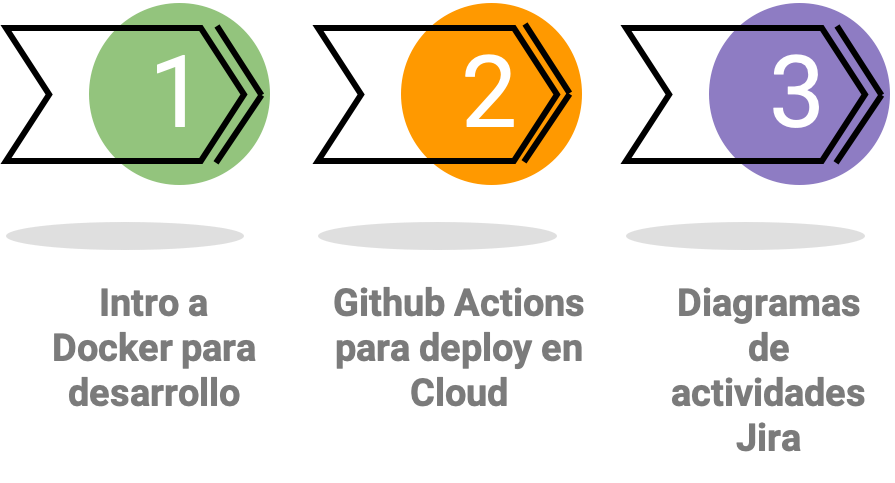 1
Intro a
Docker para
desarrollo
2
Github Actions
para deploy en
Cloud
3
Diagramas
de
actividades
Jira